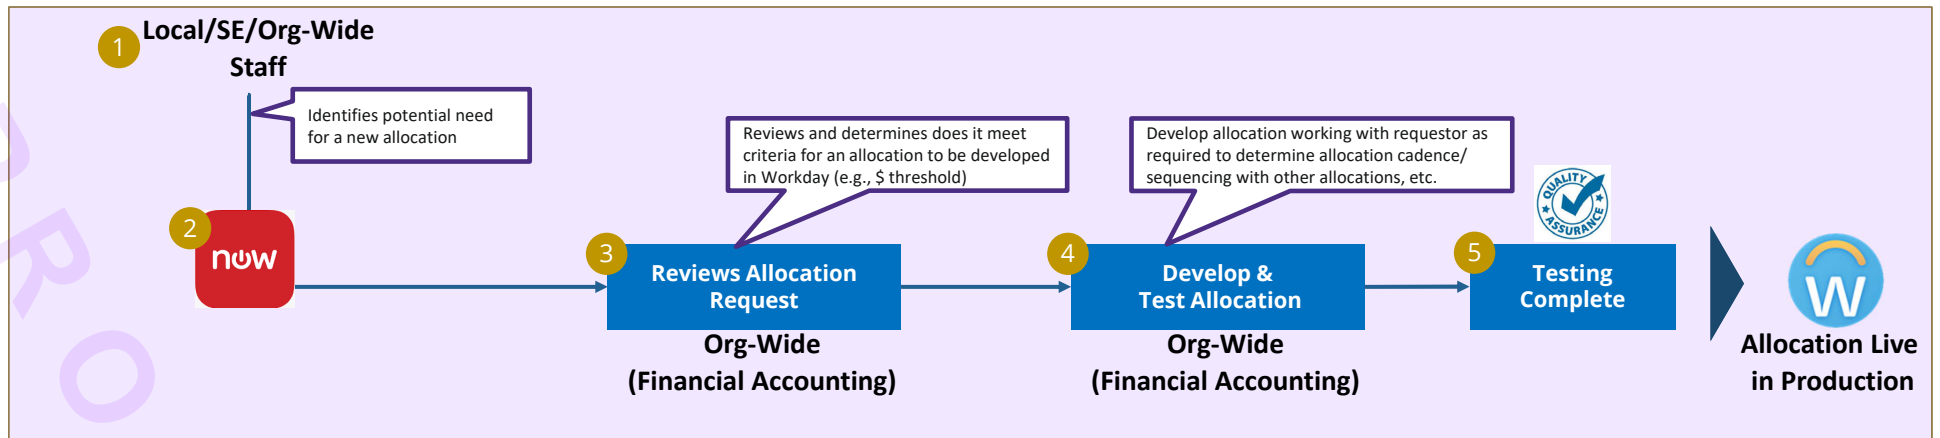 1
Local/SE/Org-Wide
Staff
Identifies potential need
for a new allocation
2
now
Reviews and determines does it meet
criteria for an allocation to be developed
in Workday (e.g., $ threshold)
3
Reviews Allocation
Request
Org-Wide
(Financial Accounting)
Develop allocation working with requestor as
required to determine allocation cadence/
sequencing with other allocations, etc.
4
Develop &
Test Allocation
Org-Wide
(Financial Accounting)
QUALITY
ASSURANCE
5
Testing
Complete
W
Allocation Live
in Production
R
O